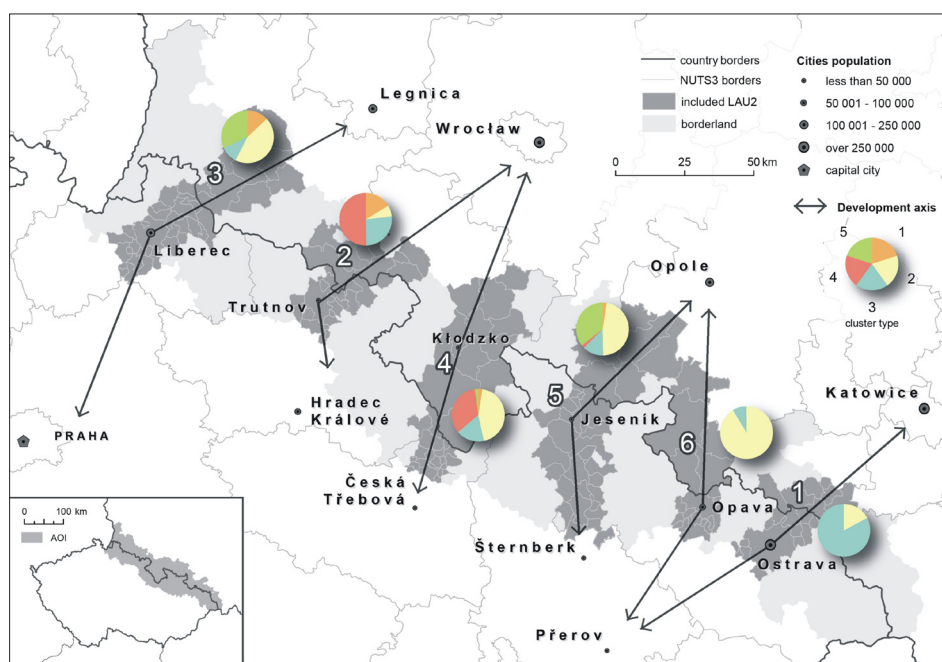 country borders
NUTS3 borders
included LAU2
borderland
Cities population
less than 50 000
50 001 - 100 000
100 001 - 250 000
over 250 000
capital city
0 25 50 km
Development axis
5 1
4 2
3
cluster type
Legnica
Wrocław
3
Liberec
2
Trutnov
Opole
Kłodzko
4
5
Katowice
Hradec
Králové
Jeseník
PRAHA
6
Česká
Třebová
1
Opava
Šternberk
Ostrava
Přerov
0 100 km
AOI